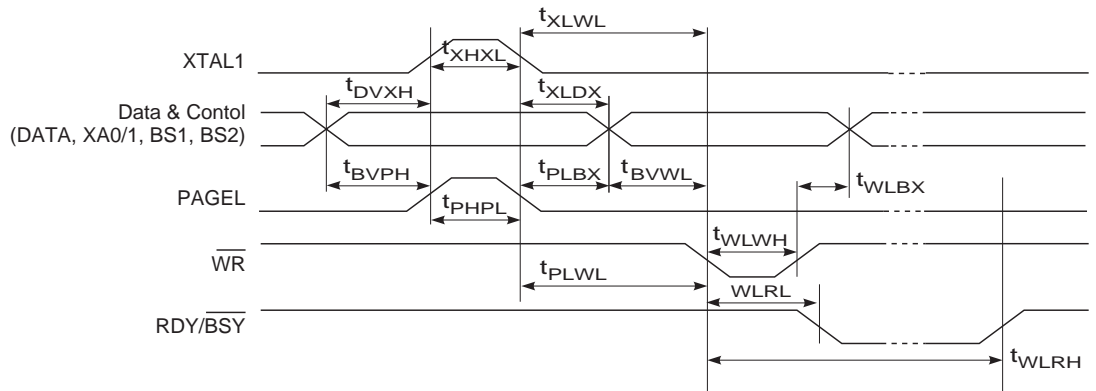 tXLWL
XTAL1
tXHXL
tDVXH
tXLDX
Data & Contol
(DATA, XA0/1, BS1, BS2)
tBVPH
tPLBX
tBVWL
tWLBX
PAGEL
tPHPL
tWLWH
WR
tPLWL
WLRL
RDY/BSY
tWLRH